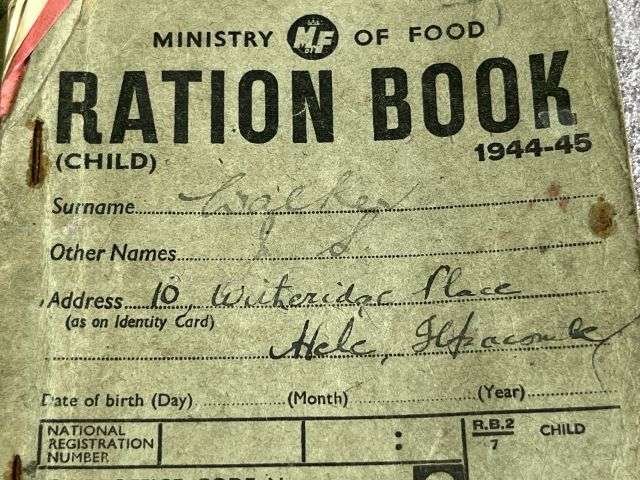 MINISTRY MF OF FOOD
RATION BOOK
(CHILD) 1944-45
Surname Walker
Other Names
Address 10, Witheridge Place
(as on Identity Card)
Hele, Ilfracombe
Date of birth (Day) (Month) (Year)
NATIONAL REGISTRATION NUMBER : R.B.2 7 CHILD